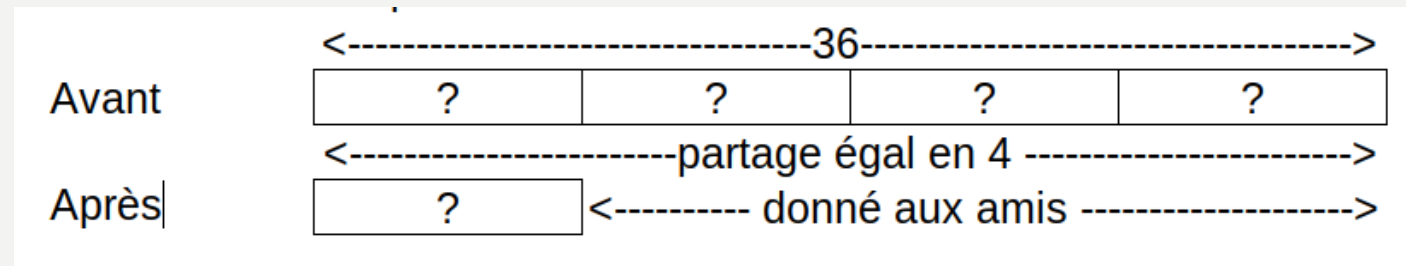 <----------------------------------36------------------------------------>
Avant ? ? ? ?
<------------------------partage égal en 4 ------------------------>
Après ? <---------- donné aux amis -------------------->